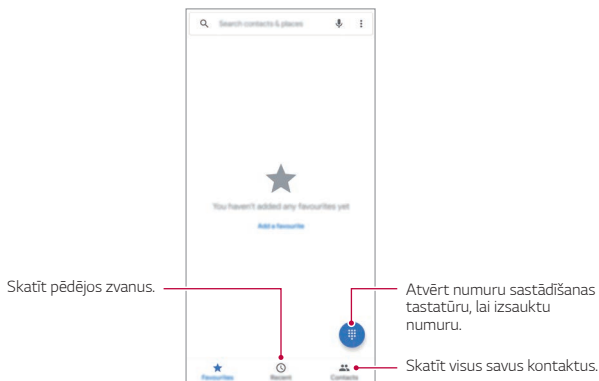 Search contacts & places
You haven't added any favourites yet
Add a favourite
Skatīt pēdējos zvanus.
Atvērt numuru sastādīšanas
tastatūru, lai izsauktu
numuru.
Skatīt visus savus kontaktus.
Favourites
Recent
Contacts